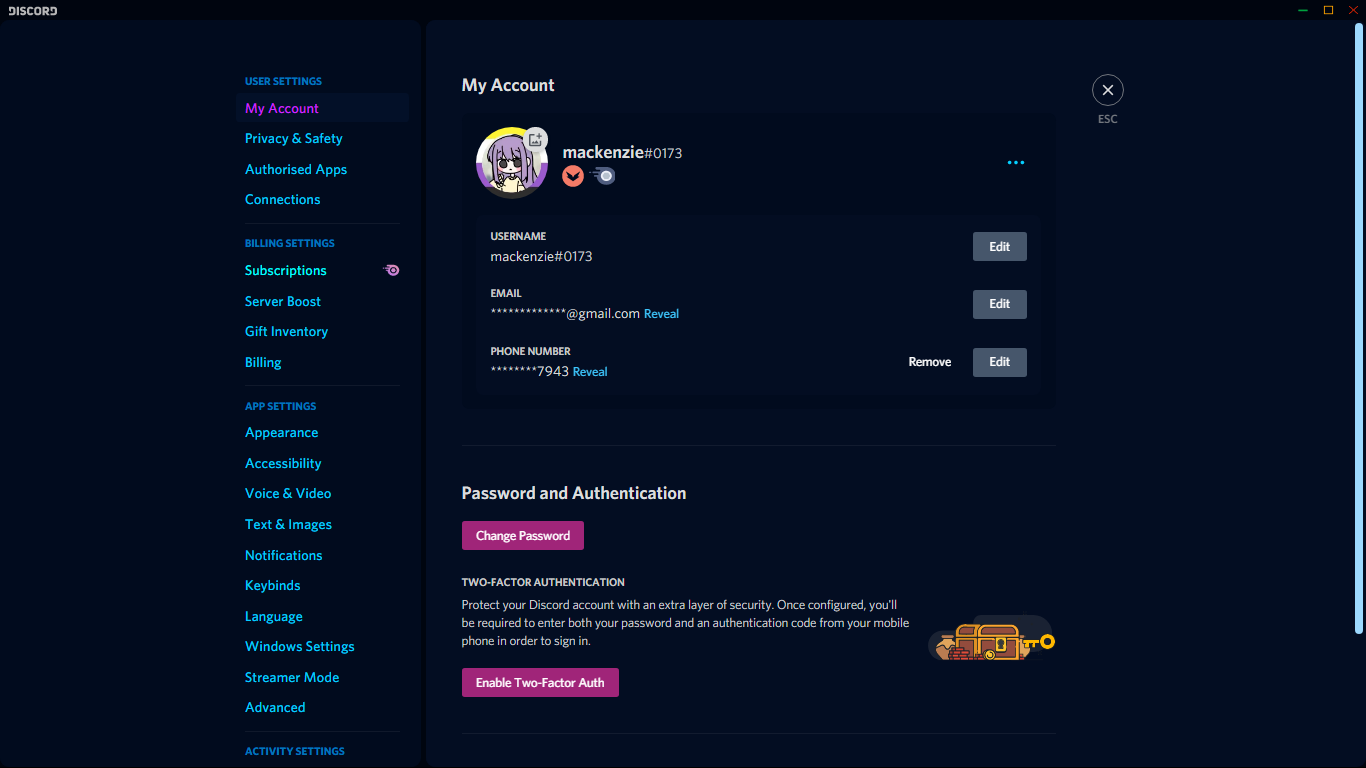 DISCORD
USER SETTINGS
My Account
Privacy & Safety
Authorised Apps
Connections
BILLING SETTINGS
Subscriptions
Server Boost
Gift Inventory
Billing
APP SETTINGS
Appearance
Accessibility
Voice & Video
Text & Images
Notifications
Keybinds
Language
Windows Settings
Streamer Mode
Advanced
ACTIVITY SETTINGS
My Account
ESC
mackenzie#0173
USERNAME
mackenzie#0173
Edit
EMAIL
*************@gmail.com Reveal
Edit
PHONE NUMBER
********7943 Reveal
Remove
Edit
Password and Authentication
Change Password
TWO-FACTOR AUTHENTICATION
Protect your Discord account with an extra layer of security. Once configured, you'll
be required to enter both your password and an authentication code from your mobile
phone in order to sign in.
Enable Two-Factor Auth